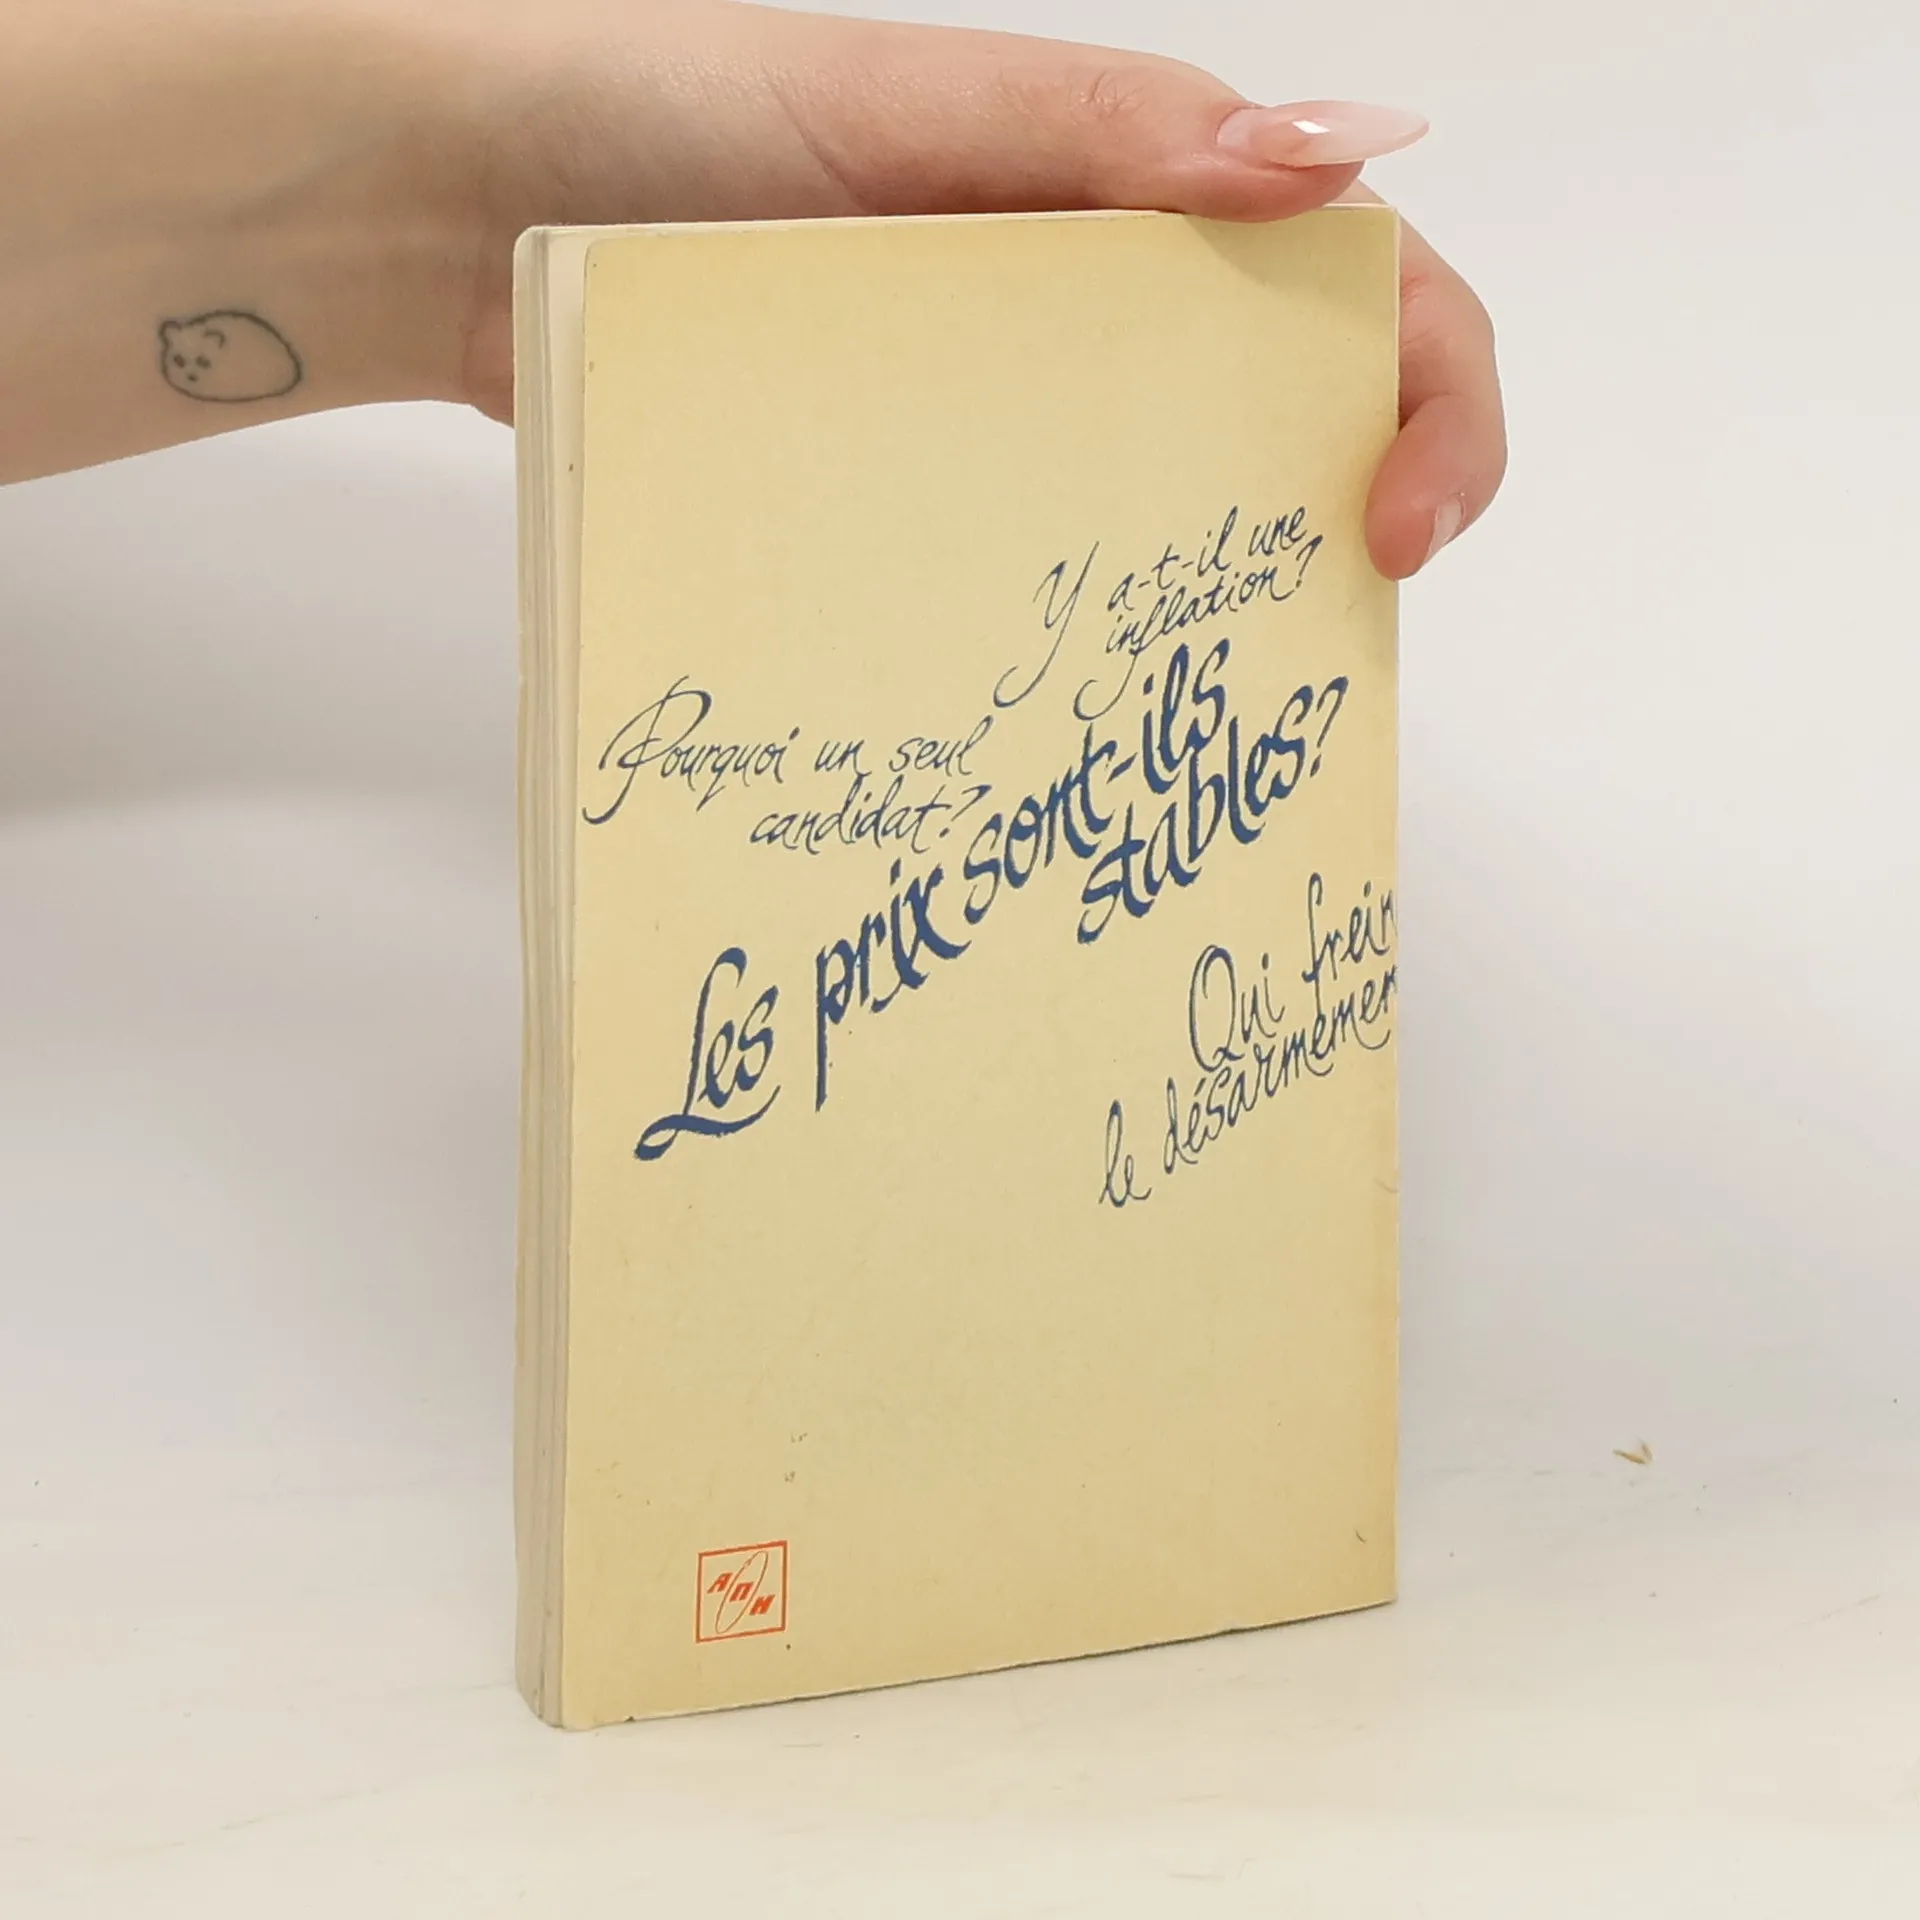 Y a-t-il une
inflation?
Pourquoi un seul
candidat?
Les prix sont-ils
stables?
Qui frein
le désarmemen
АПН